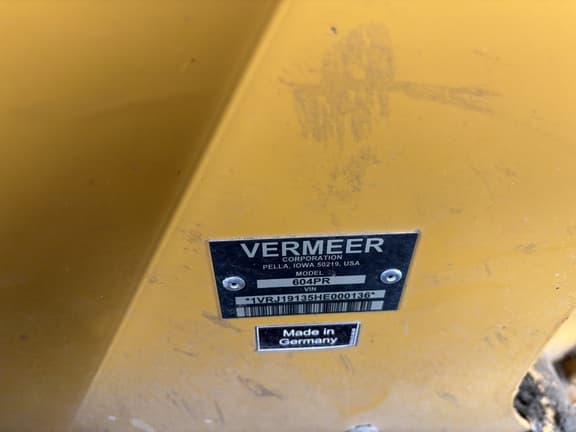 VERMEER
CORPORATION
PELLA, IOWA 50219, USA
MODEL
604PR
VIN
*1VRJ19135HE000136*
Made in
Germany